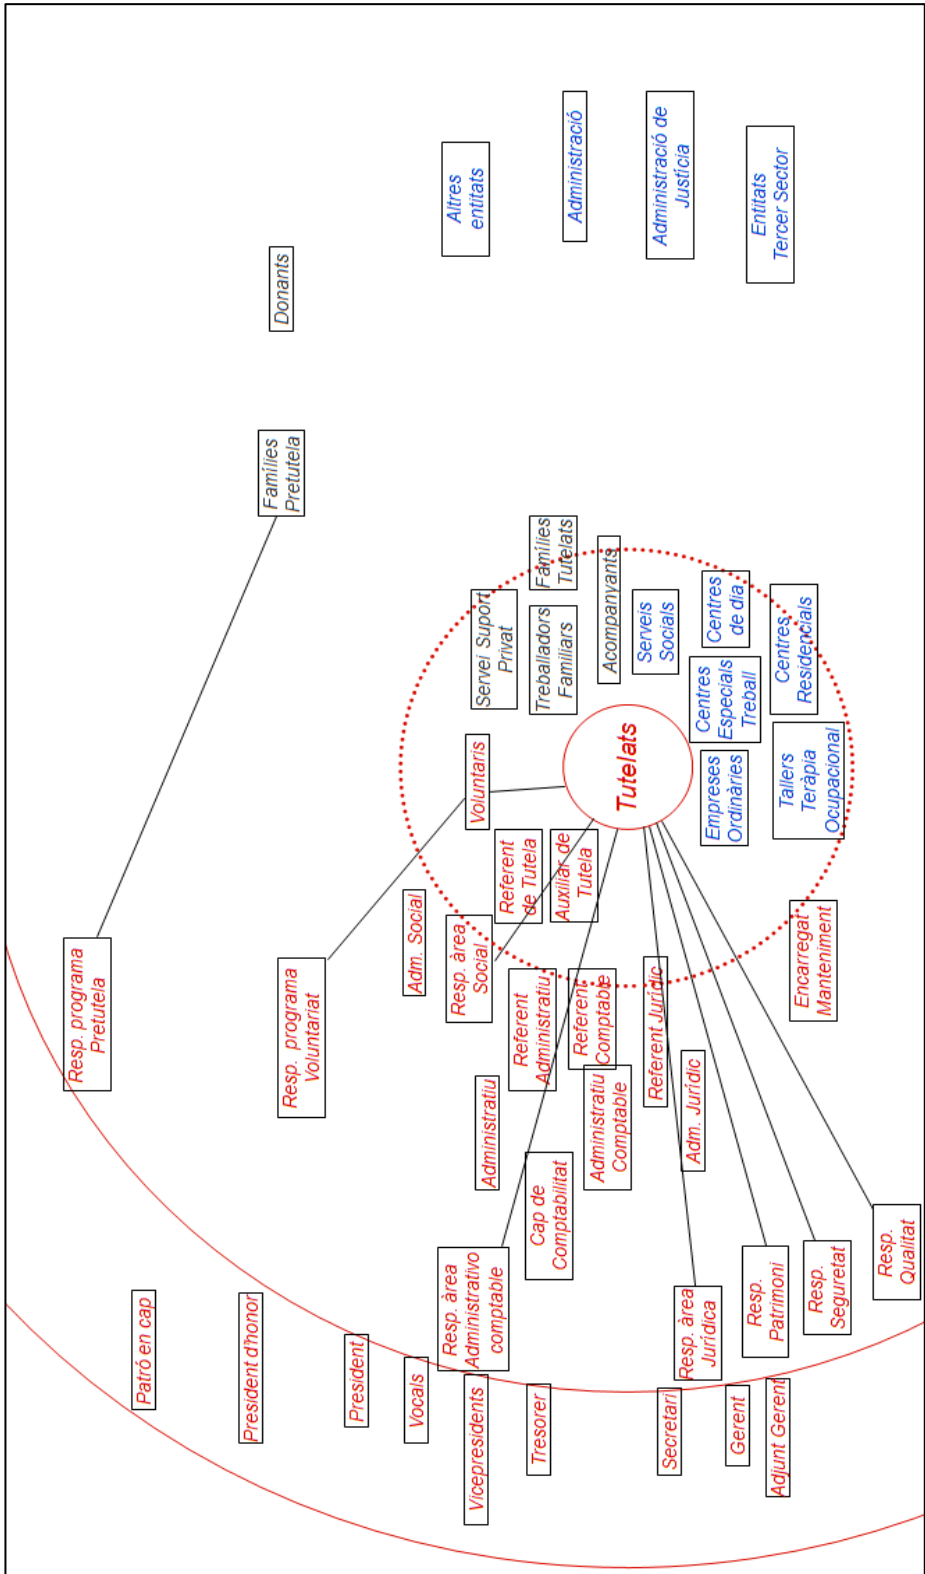 Patró en cap
President d'honor
President
Vocals
Vicepresidents
Tresorer
Secretari
Gerent
Adjunt Gerent
Resp. programa
Pretutela
Resp. programa
Voluntariat
Resp. àrea
Administrativo
comptable
Resp. àrea
Jurídica
Resp.
Patrimoni
Resp.
Seguretat
Resp.
Qualitat
Adm. Social
Resp. àrea
Social
Administratiu
Cap de
Comptabilitat
Referent
Administratiu
Referent
Comptable
Administratiu
Comptable
Referent Jurídic
Adm. Jurídic
Encarregat
Manteniment
Voluntaris
Referent
de Tutela
Auxiliar de
Tutela
Tutelats
Servei Suport
Privat
Treballadors
Familiars
Famílies
Tutelats
Acompanyants
Serveis
Socials
Centres
de dia
Centres
Especials
Treball
Centres
Residencials
Empreses
Ordinàries
Tallers
Teràpia
Ocupacional
Famílies
Pretutela
Donants
Altres
entitats
Administració
Administració de
Justícia
Entitats
Tercer Sector